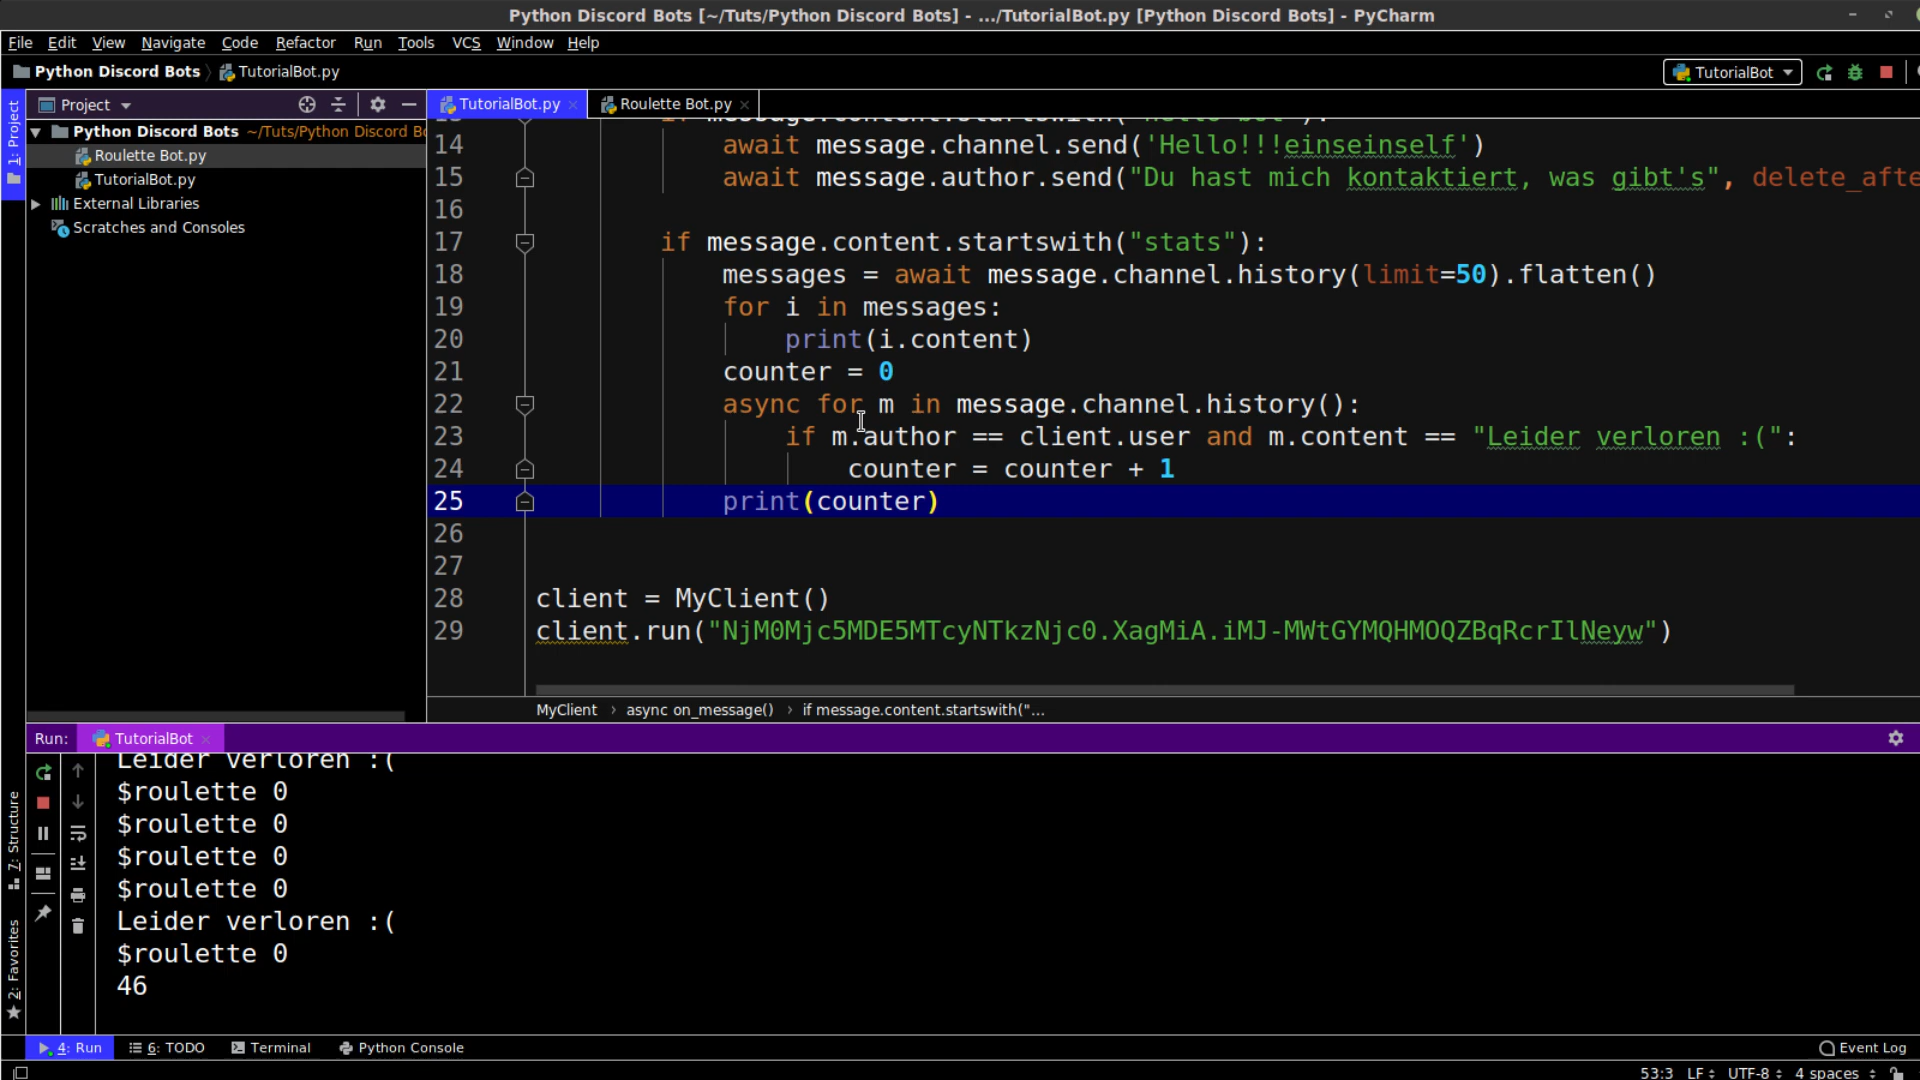 Python Discord Bots [~/Tuts/Python Discord Bots] - .../TutorialBot.py [Python Discord Bots] - PyCharm
File Edit View Navigate Code Refactor Run Tools VCS Window Help
Python Discord Bots TutorialBot.py
TutorialBot
1: Project
Project
TutorialBot.py
Roulette Bot.py
Python Discord Bots ~/Tuts/Python Discord Bo
Roulette Bot.py
TutorialBot.py
External Libraries
Scratches and Consoles
14 await message.channel.send('Hello!!!einseinself')
15 await message.author.send("Du hast mich kontaktiert, was gibt's", delete_afte
16
17 if message.content.startswith("stats"):
18 messages = await message.channel.history(limit=50).flatten()
19 for i in messages:
20 print(i.content)
21 counter = 0
22 async for m in message.channel.history():
23 if m.author == client.user and m.content == "Leider verloren :(":
24 counter = counter + 1
25 print(counter)
26
27
28 client = MyClient()
29 client.run("NjM0Mjc5MDE5MTcyNTkzNjc0.XagMiA.iMJ-MWtGYMQHMOQZBqRcrIlNeyw")
MyClient › async on_message() › if message.content.startswith("...
Run: TutorialBot
Leider verloren :(
$roulette 0
$roulette 0
$roulette 0
$roulette 0
Leider verloren :(
$roulette 0
46
7: Structure
2: Favorites
4: Run 6: TODO Terminal Python Console Event Log
53:3 LF UTF-8 4 spaces